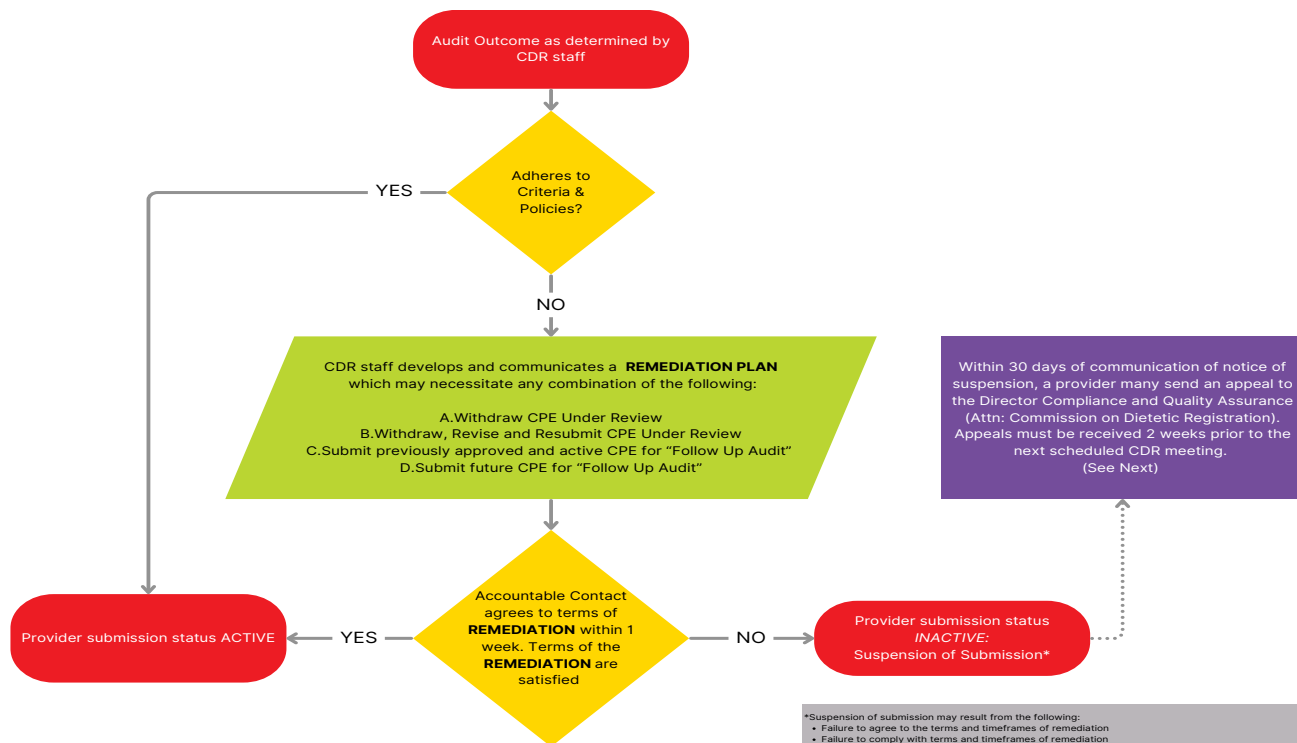 Audit Outcome as determined by
CDR staff
Adheres to
Criteria &
Policies?
YES
NO
CDR staff develops and communicates a REMEDIATION PLAN
which may necessitate any combination of the following:
A.Withdraw CPE Under Review
B.Withdraw, Revise and Resubmit CPE Under Review
C.Submit previously approved and active CPE for “Follow Up Audit”
D.Submit future CPE for “Follow Up Audit”
Within 30 days of communication of notice of
suspension, a provider many send an appeal to
the Director Compliance and Quality Assurance
(Attn: Commission on Dietetic Registration).
Appeals must be received 2 weeks prior to the
next scheduled CDR meeting.
(See Next)
Accountable Contact
agrees to terms of
REMEDIATION within 1
week. Terms of the
REMEDIATION are
satisfied
YES
NO
Provider submission status ACTIVE
Provider submission status
INACTIVE:
Suspension of Submission*
*Suspension of submission may result from the following:
• Failure to agree to the terms and timeframes of remediation
• Failure to comply with terms and timeframes of remediation